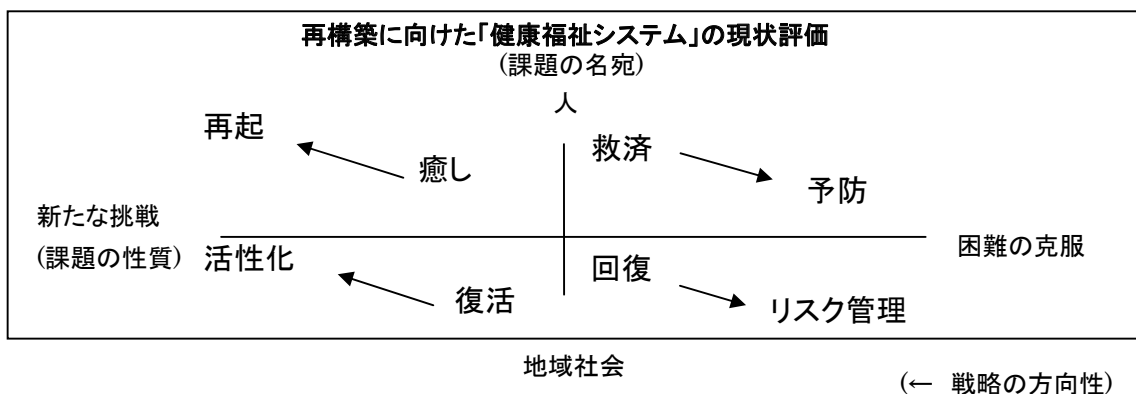 再構築に向けた「健康福祉システム」の現状評価
(課題の名宛)
人
再起
救済
癒し
予防
新たな挑戦
(課題の性質)
活性化
困難の克服
回復
復活
リスク管理
地域社会
(← 戦略の方向性)